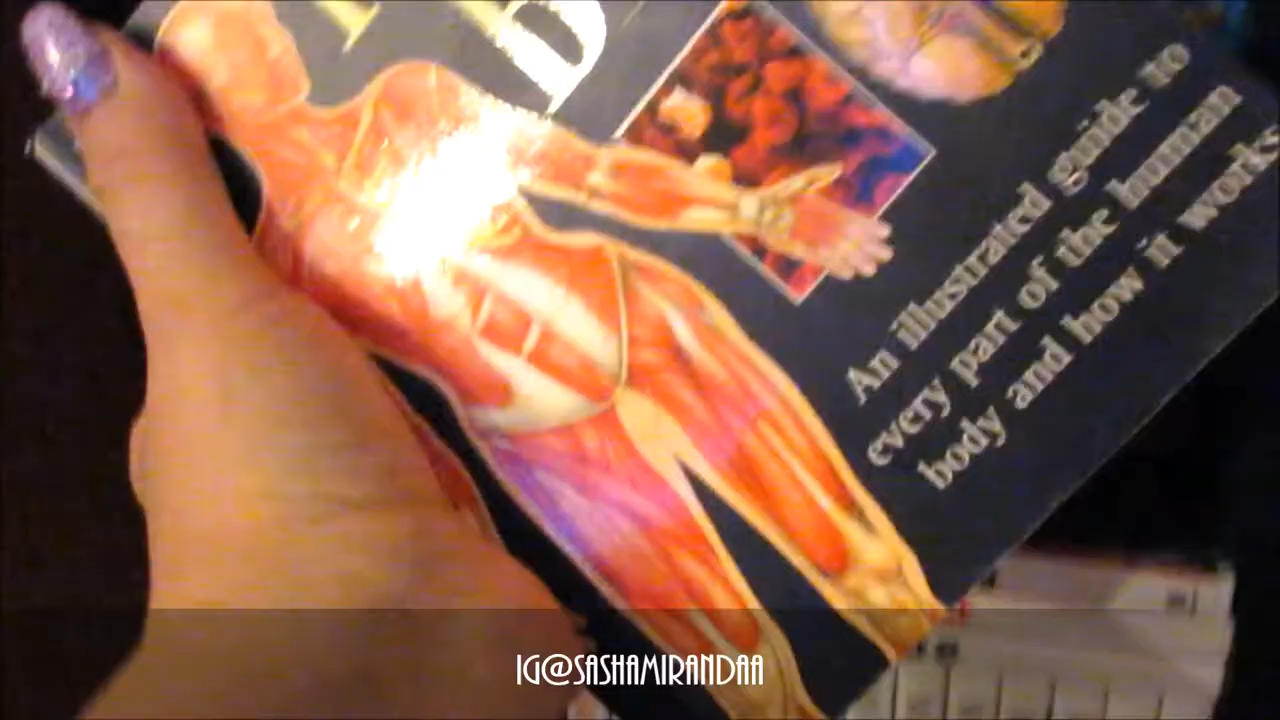 An illustrated guide to
every part of the human
body and how it works
IG@SASHAMIRANDAA